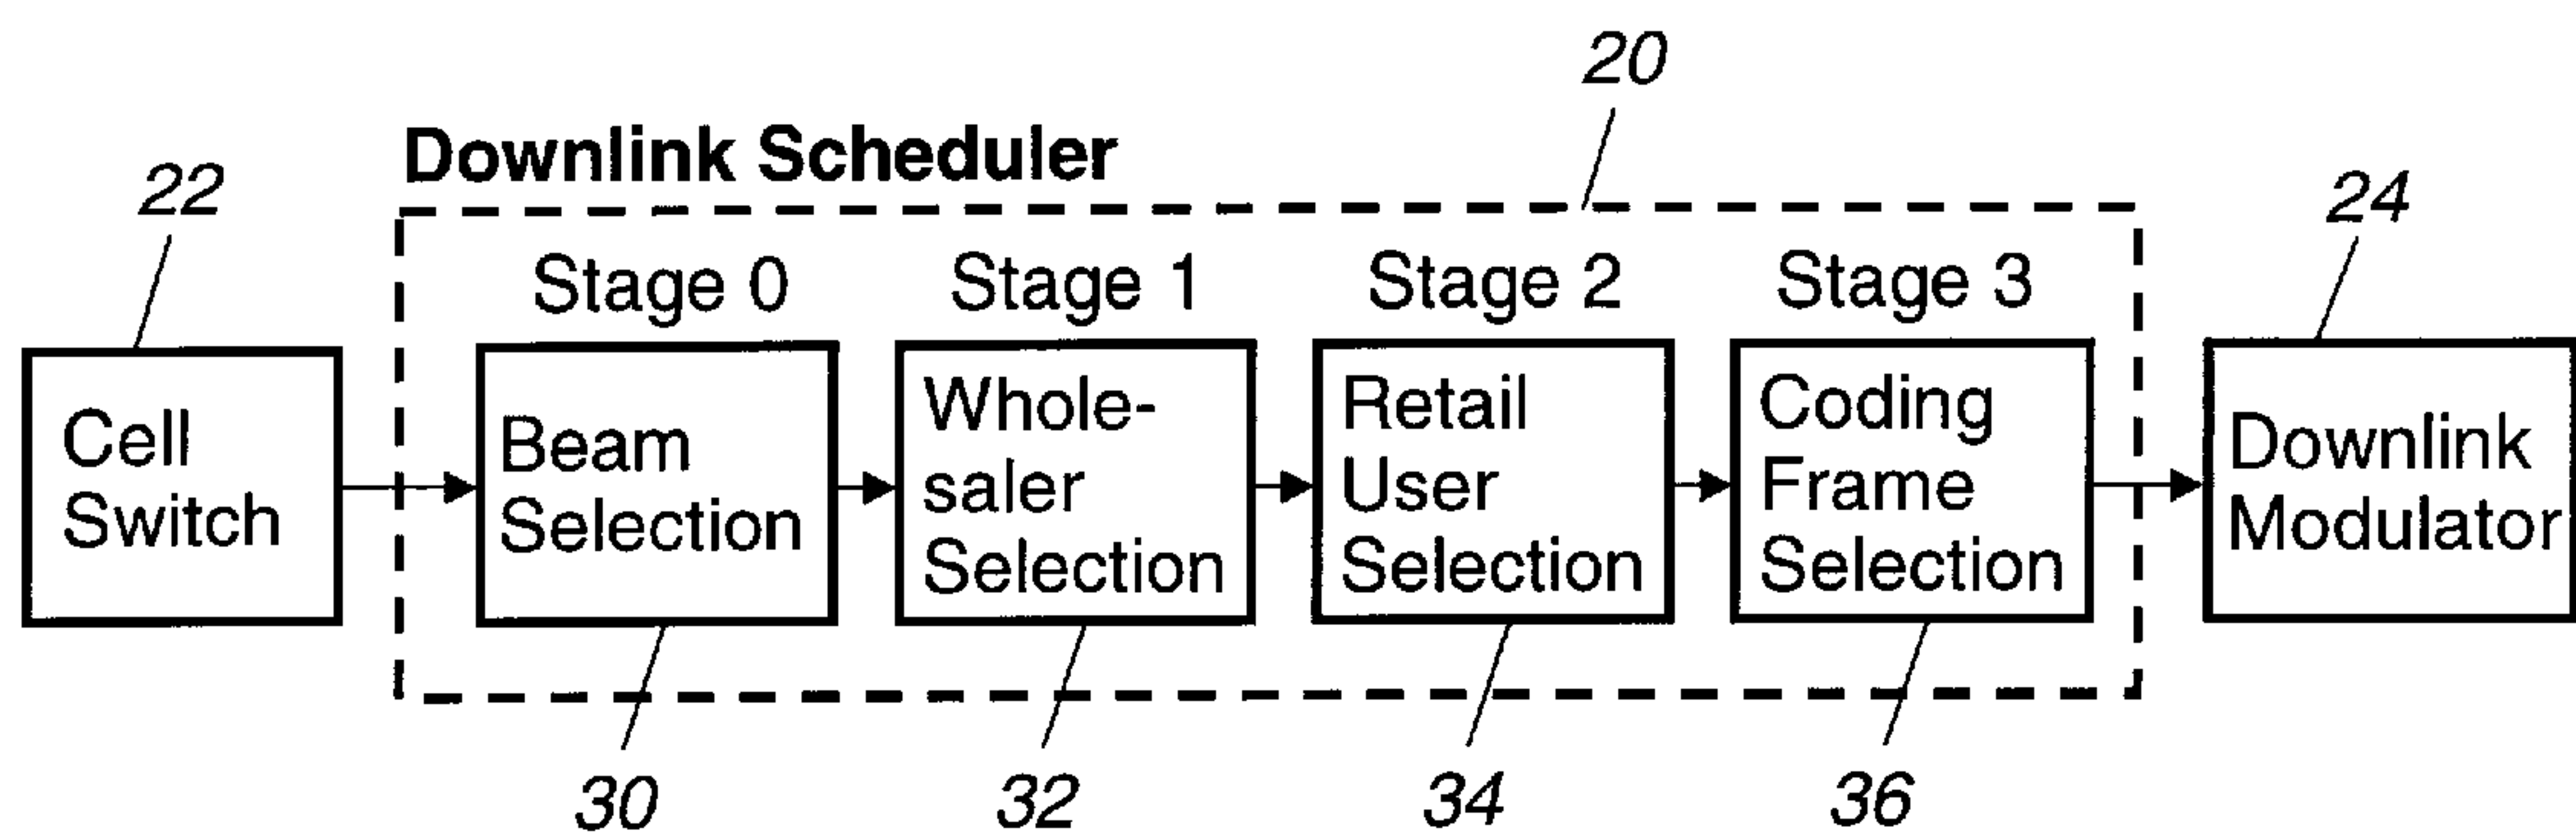 20
22
Downlink Scheduler
24
Stage 0
Stage 1
Stage 2
Stage 3
Cell
Switch
Beam
Selection
Whole-
saler
Selection
Retail
User
Selection
Coding
Frame
Selection
Downlink
Modulator
30
32
34
36